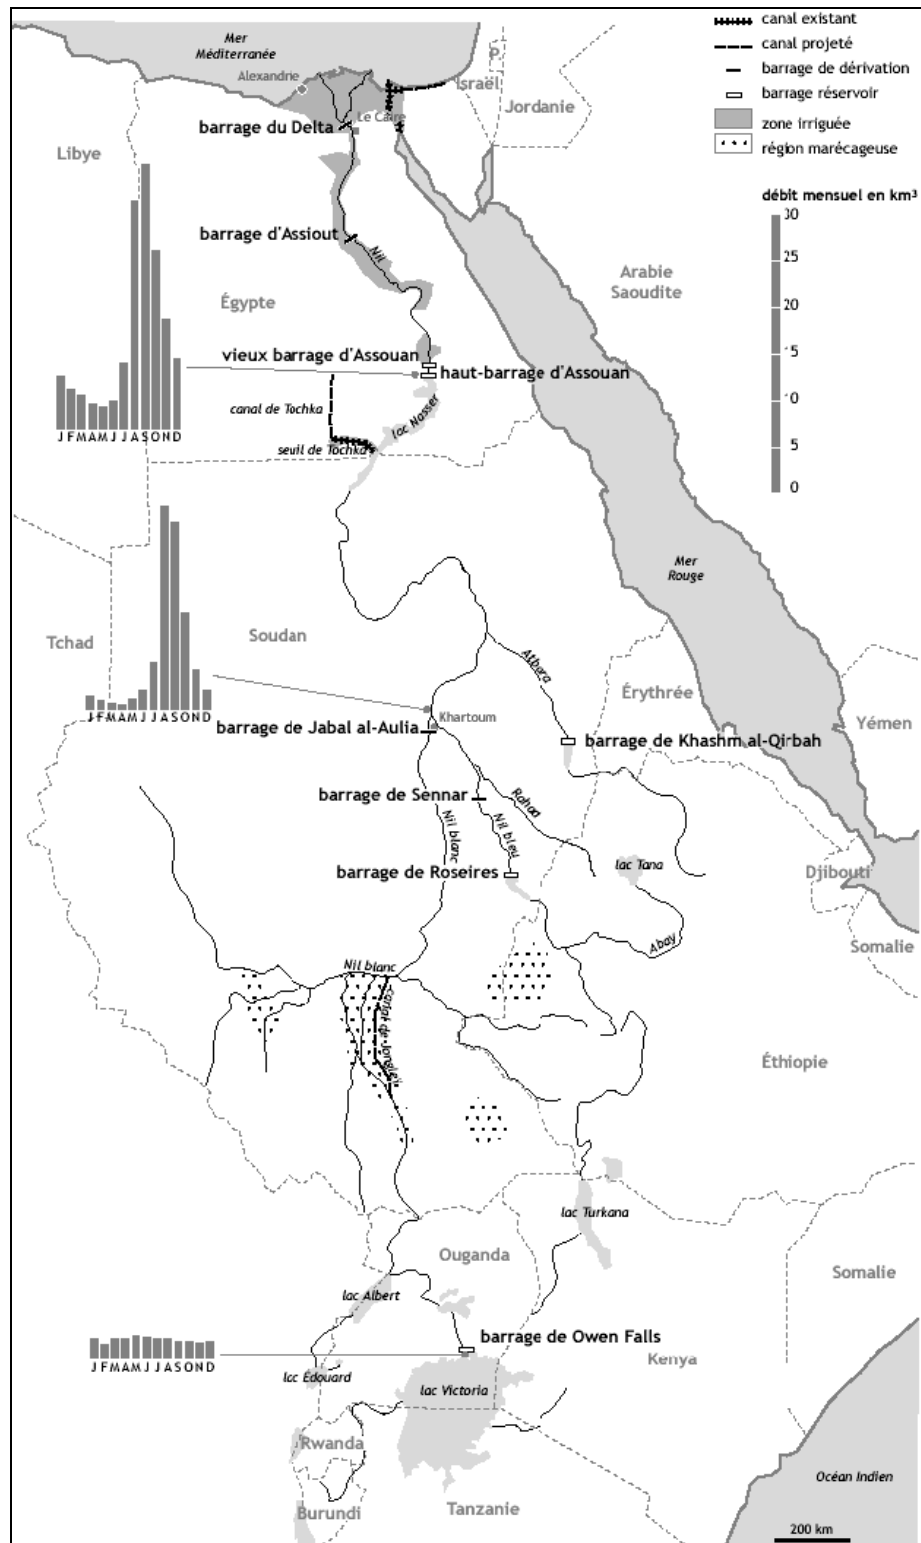 Mer
Méditerranée
Alexandrie
Le Caire
P
Israël
Jordanie
canal existant
canal projeté
barrage de dérivation
barrage réservoir
zone irriguée
région marécageuse
débit mensuel en km³
30
25
20
15
10
5
0
Libye
barrage du Delta
barrage d'Assiout
Nil
Arabie
Saoudite
Égypte
vieux barrage d'Assouan
haut-barrage d'Assouan
canal de Tochka
lac Nasser
seuil de Tochka
J F M A M J J A S O N D
Mer
Rouge
Tchad
Soudan
Atbara
Érythrée
Yémen
J F M A M J J A S O N D
Khartoum
barrage de Jabal al-Aulia
barrage de Khashm al-Qirbah
barrage de Sennar
Rahad
Nil blanc
Nil bleu
barrage de Roseires
lac Tana
Djibouti
Abay
Somalie
Nil blanc
canal de Jongleï
Éthiopie
lac Turkana
Ouganda
Somalie
lac Albert
barrage de Owen Falls
Kenya
J F M A M J J A S O N D
lac Edouard
lac Victoria
Rwanda
Burundi
Tanzanie
Océan Indien
200 km